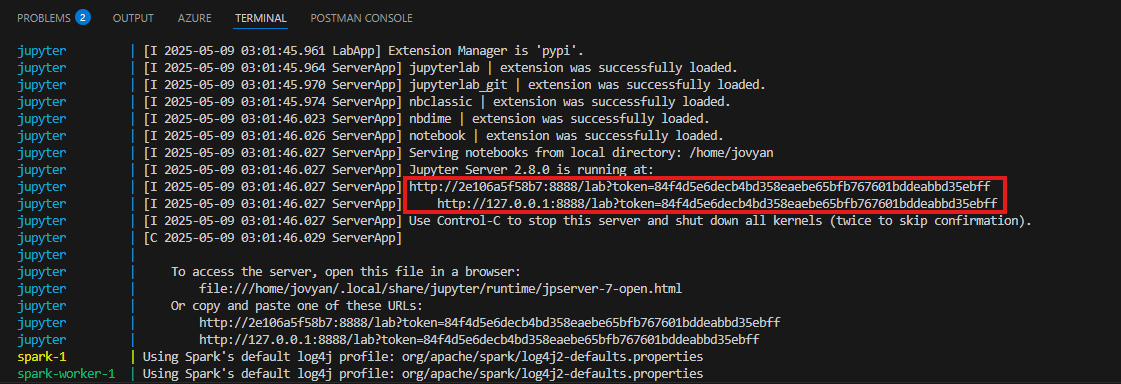 PROBLEMS 2 OUTPUT AZURE TERMINAL POSTMAN CONSOLE
jupyter | [I 2025-05-09 03:01:45.961 LabApp] Extension Manager is 'pypi'.
jupyter | [I 2025-05-09 03:01:45.964 ServerApp] jupyterlab | extension was successfully loaded.
jupyter | [I 2025-05-09 03:01:45.970 ServerApp] jupyterlab_git | extension was successfully loaded.
jupyter | [I 2025-05-09 03:01:45.974 ServerApp] nbclassic | extension was successfully loaded.
jupyter | [I 2025-05-09 03:01:46.023 ServerApp] nbdime | extension was successfully loaded.
jupyter | [I 2025-05-09 03:01:46.026 ServerApp] notebook | extension was successfully loaded.
jupyter | [I 2025-05-09 03:01:46.027 ServerApp] Serving notebooks from local directory: /home/jovyan
jupyter | [I 2025-05-09 03:01:46.027 ServerApp] Jupyter Server 2.8.0 is running at:
jupyter | [I 2025-05-09 03:01:46.027 ServerApp] http://2e106a5f58b7:8888/lab?token=84f4d5e6decb4bd358eaebe65bfb767601bddeabbd35ebff
jupyter | [I 2025-05-09 03:01:46.027 ServerApp] http://127.0.0.1:8888/lab?token=84f4d5e6decb4bd358eaebe65bfb767601bddeabbd35ebff
jupyter | [I 2025-05-09 03:01:46.027 ServerApp] Use Control-C to stop this server and shut down all kernels (twice to skip confirmation).
jupyter | [C 2025-05-09 03:01:46.029 ServerApp]
jupyter |
jupyter | To access the server, open this file in a browser:
jupyter | file:///home/jovyan/.local/share/jupyter/runtime/jpserver-7-open.html
jupyter | Or copy and paste one of these URLs:
jupyter | http://2e106a5f58b7:8888/lab?token=84f4d5e6decb4bd358eaebe65bfb767601bddeabbd35ebff
jupyter | http://127.0.0.1:8888/lab?token=84f4d5e6decb4bd358eaebe65bfb767601bddeabbd35ebff
spark-1 | Using Spark's default log4j profile: org/apache/spark/log4j2-defaults.properties
spark-worker-1 | Using Spark's default log4j profile: org/apache/spark/log4j2-defaults.properties